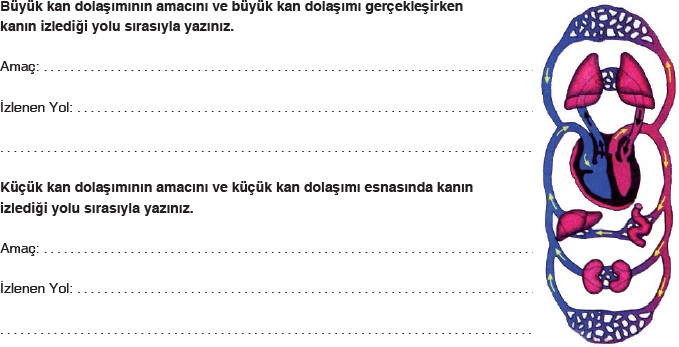 Büyük kan dolaşımının amacını ve büyük kan dolaşımı gerçekleşirken
kanın izlediği yolu sırasıyla yazınız.
Amaç: . . . . . . . . . . . . . . . . . . . . . . . . . . . . . . . . . . . . . . . . . . . . . . . . . . . . . . . . . . . . . . . . . . . .
İzlenen Yol: . . . . . . . . . . . . . . . . . . . . . . . . . . . . . . . . . . . . . . . . . . . . . . . . . . . . . . . . . . . . . . .
. . . . . . . . . . . . . . . . . . . . . . . . . . . . . . . . . . . . . . . . . . . . . . . . . . . . . . . . . . . . . . . . . . . . . . . . . .
Küçük kan dolaşımının amacını ve küçük kan dolaşımı esnasında kanın
izlediği yolu sırasıyla yazınız.
Amaç: . . . . . . . . . . . . . . . . . . . . . . . . . . . . . . . . . . . . . . . . . . . . . . . . . . . . . . . . . . . . . . . . . . . .
İzlenen Yol: . . . . . . . . . . . . . . . . . . . . . . . . . . . . . . . . . . . . . . . . . . . . . . . . . . . . . . . . . . . . . . .
. . . . . . . . . . . . . . . . . . . . . . . . . . . . . . . . . . . . . . . . . . . . . . . . . . . . . . . . . . . . . . . . . . . . . . . . . .